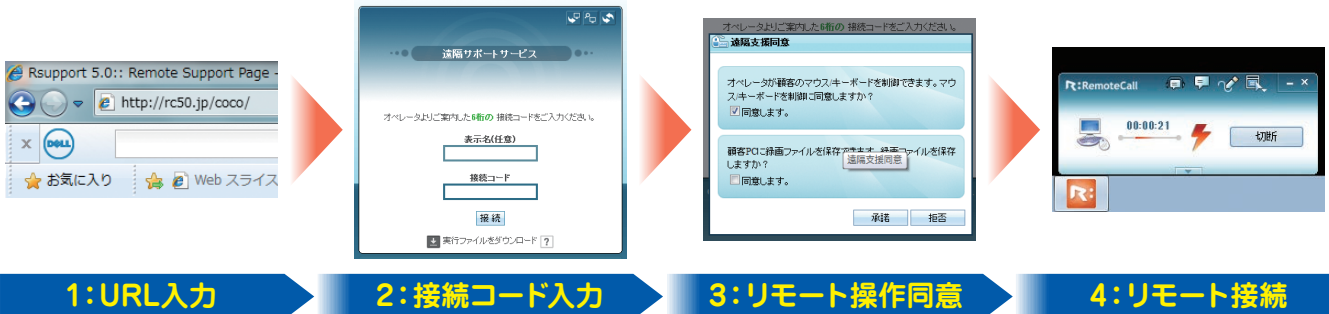 Rsupport 5.0:: Remote Support Page -
http://rc50.jp/coco/
x DELL
お気に入り Web スライス
遠隔サポートサービス
オペレータよりご案内した6桁の 接続コードをご入力ください。
表示名(任意)
接続コード
接続
実行ファイルをダウンロード ?
オペレータよりご案内した6桁の 接続コードをご入力ください。
遠隔支援同意
オペレータが顧客のマウス/キーボードを制御できます。マウ
ス/キーボードを制御に同意しますか?
同意します。
顧客PCに録画ファイルを保存できます。録画ファイルを保存
しますか?
遠隔支援同意
同意します。
承諾 拒否
R:RemoteCall
00:00:21
切断
R:
1:URL入力
2:接続コード入力
3:リモート操作同意
4:リモート接続